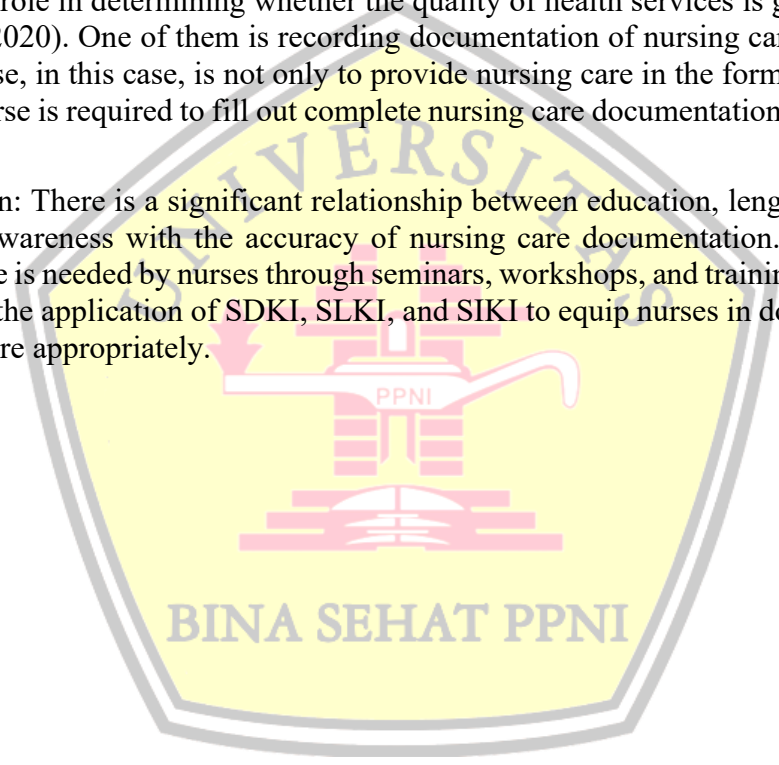 role in determining whether the quality of health services is g
2020). One of them is recording documentation of nursing car
se, in this case, is not only to provide nursing care in the form
rse is required to fill out complete nursing care documentation
n: There is a significant relationship between education, leng
wareness with the accuracy of nursing care documentation.
e is needed by nurses through seminars, workshops, and trainin
the application of SDKI, SLKI, and SIKI to equip nurses in do
re appropriately.
UNIVERSITAS
PPNI
BINA SEHAT PPNI